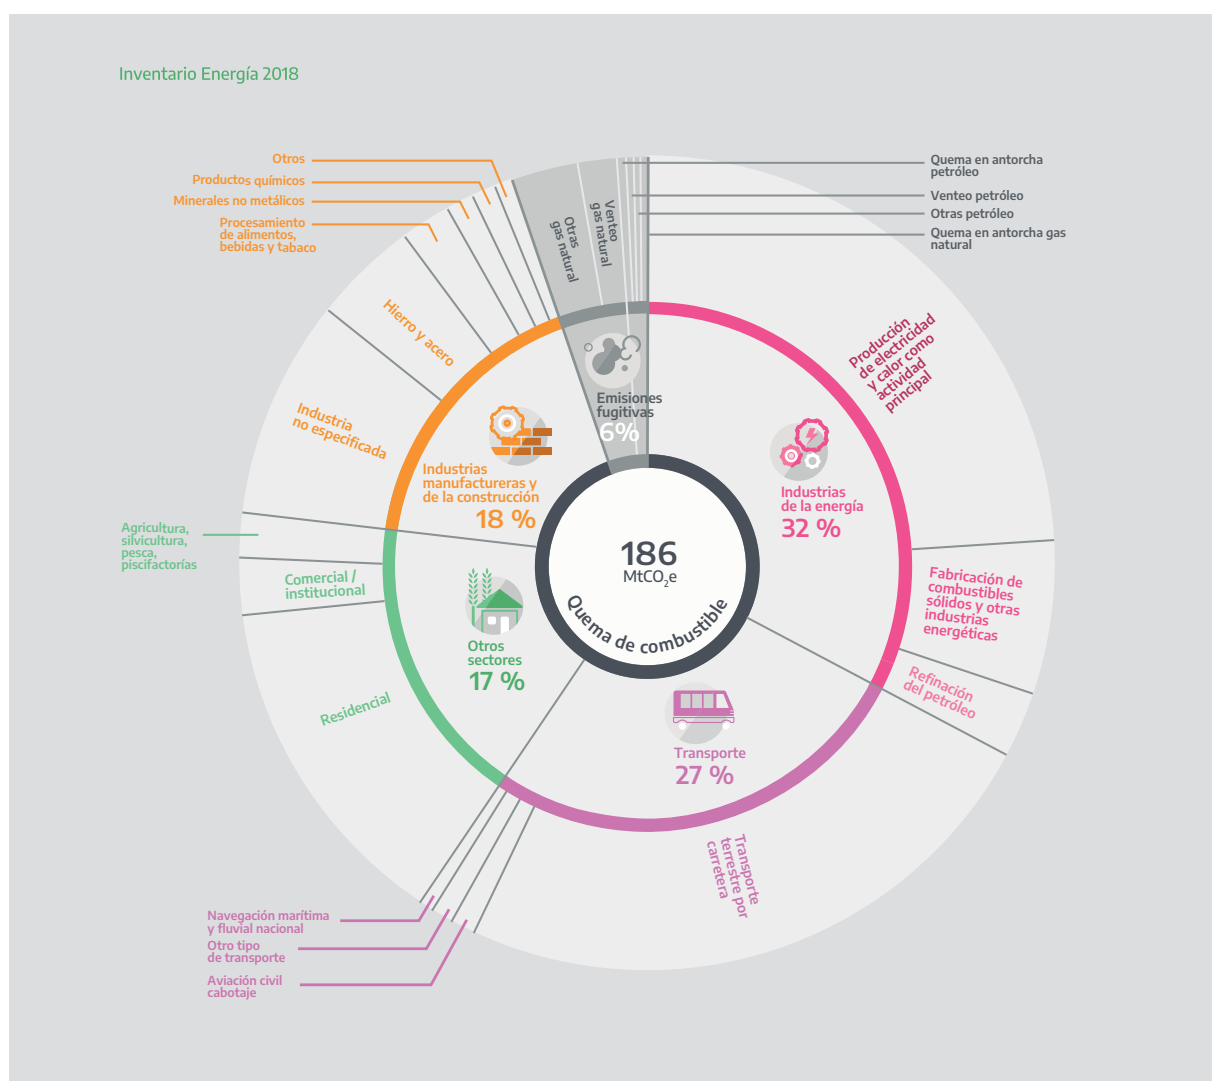 Inventario Energía 2018
Otros
Productos químicos
Minerales no metálicos
Procesamiento
de alimentos,
bebidas y tabaco
Hierro y acero
Industria
no especificada
Otras
gas natural
Venteo
gas natural
Quema en antorcha
petróleo
Venteo petróleo
Otras petróleo
Quema en antorcha gas
natural
Emisiones
fugitivas
6%
Industrias
manufactureras y
de la construcción
18 %
Producción
de electricidad
y calor como
actividad
principal
Industrias
de la energía
32 %
Fabricación de
combustibles
sólidos y otras
industrias
energéticas
Refinación
del petróleo
186
MtCO2e
Quema de combustible
Agricultura,
silvicultura,
pesca,
piscifactorías
Comercial /
institucional
Residencial
Otros
sectores
17 %
Transporte
27 %
Transporte
terrestre por
carretera
Navegación marítima
y fluvial nacional
Otro tipo
de transporte
Aviación civil
cabotaje